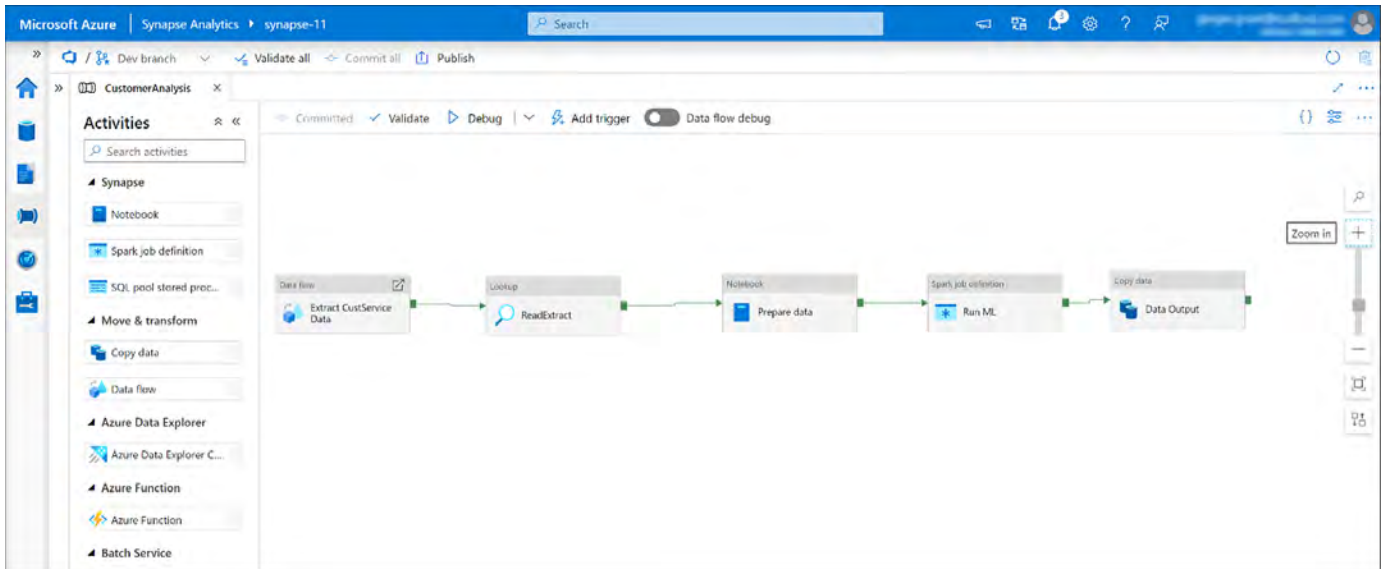 Microsoft Azure | Synapse Analytics synapse-11 Search 3
/ Dev branch Validate all Commit all Publish
CustomerAnalysis
Activities
Committed Validate Debug Add trigger Data flow debug
Search activities
Synapse
Notebook
Spark job definition
SQL pool stored proc...
Move & transform
Copy data
Data flow
Azure Data Explorer
Azure Data Explorer C...
Azure Function
Azure Function
Batch Service
Data flow
Extract CustService
Data
Lookup
ReadExtract
Notebook
Prepare data
Spark job definition
Run ML
Copy data
Data Output
Zoom in